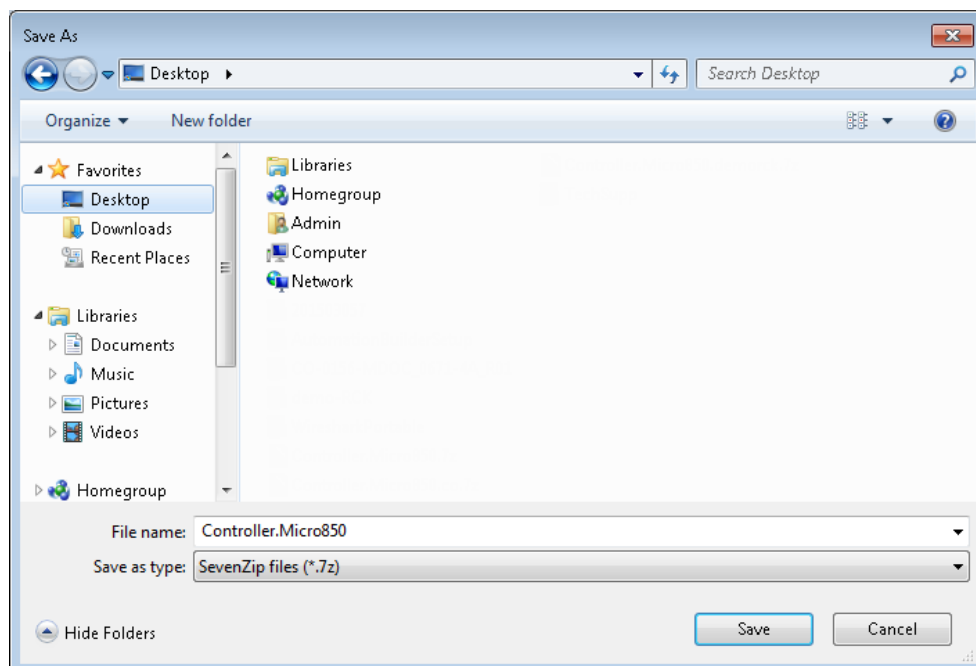 Save As
Desktop
Search Desktop
Organize
New folder
Favorites
Desktop
Downloads
Recent Places
Libraries
Documents
Music
Pictures
Videos
Homegroup
Libraries
Homegroup
Admin
Computer
Network
File name: Controller.Micro850
Save as type: SevenZip files (*.7z)
Hide Folders
Save
Cancel